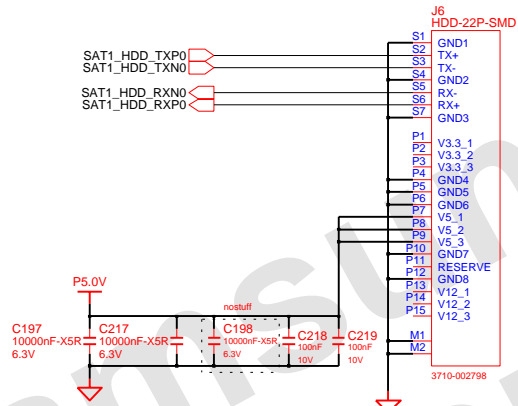 J6
HDD-22P-SMD
S1 GND1
SAT1_HDD_TXP0 S2 TX+
SAT1_HDD_TXN0 S3 TX-
S4 GND2
SAT1_HDD_RXN0 S5 RX-
SAT1_HDD_RXP0 S6 RX+
S7 GND3
P1 V3.3_1
P2 V3.3_2
P3 V3.3_3
P4 GND4
P5 GND5
P6 GND6
P7 V5_1
P8 V5_2
P9 V5_3
P10 GND7
P11 RESERVE
P12 GND8
P13 V12_1
P14 V12_2
P15 V12_3
M1
M2
3710-002798
P5.0V
nostuff
C197 C217 C198 C218 C219
10000nF-X5R 10000nF-X5R 10000nF-X5R 100nF 100nF
6.3V 6.3V 6.3V 10V 10V